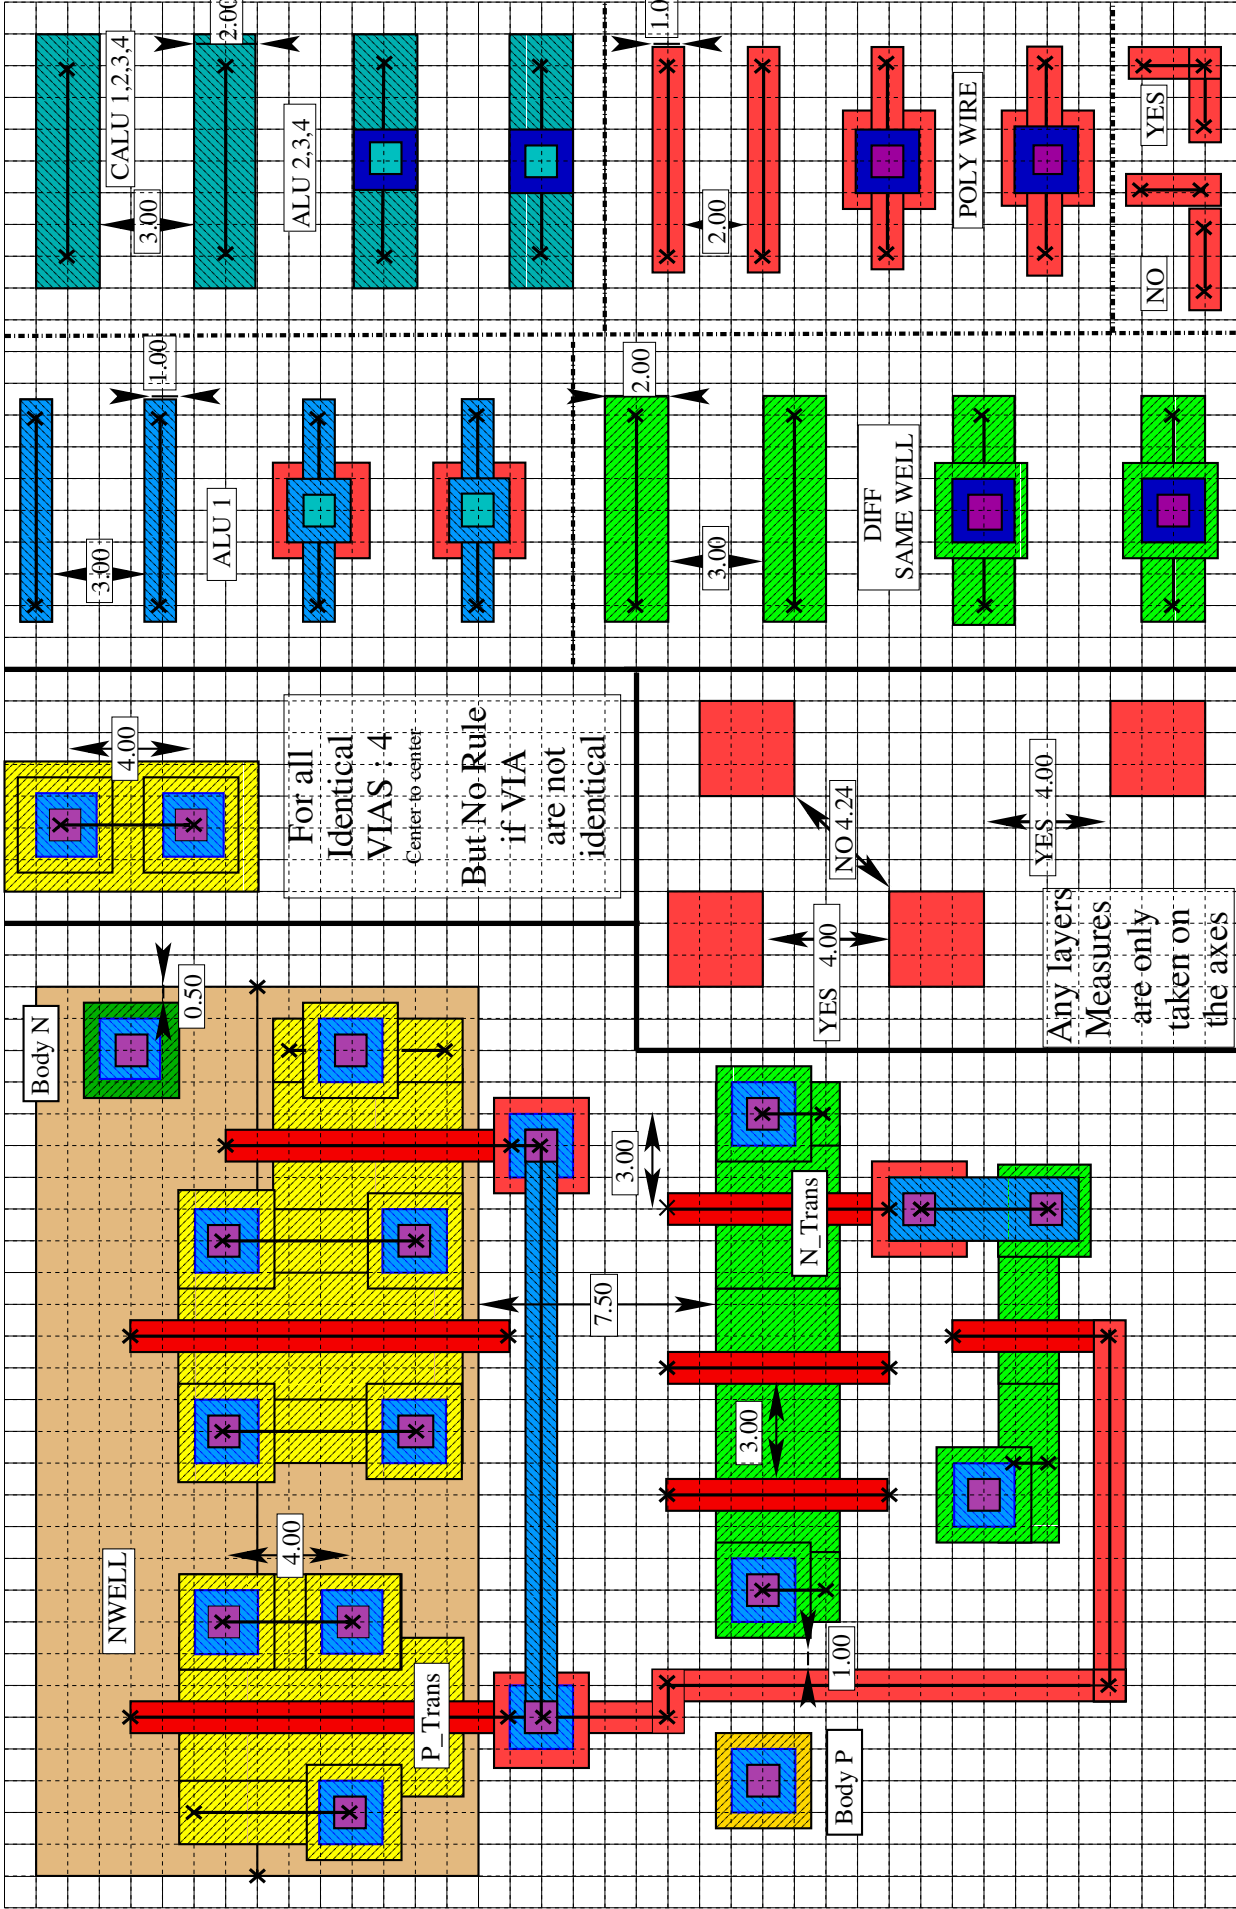 Body N
0.50
NWELL
4.00
P_Trans
7.50
3.00
N_Trans
3.00
1.00
Body P
4.00
For all
Identical
VIAS : 4
Center to center
But No Rule
if VIA
are not
identical
YES 4.00
NO 4.24
YES 4.00
Any layers
Measures
are only
taken on
the axes
3.00
1.00
ALU 1
2.00
3.00
DIFF
SAME WELL
CALU 1,2,3,4
2.00
3.00
ALU 2,3,4
1.0
2.00
POLY WIRE
NO
YES